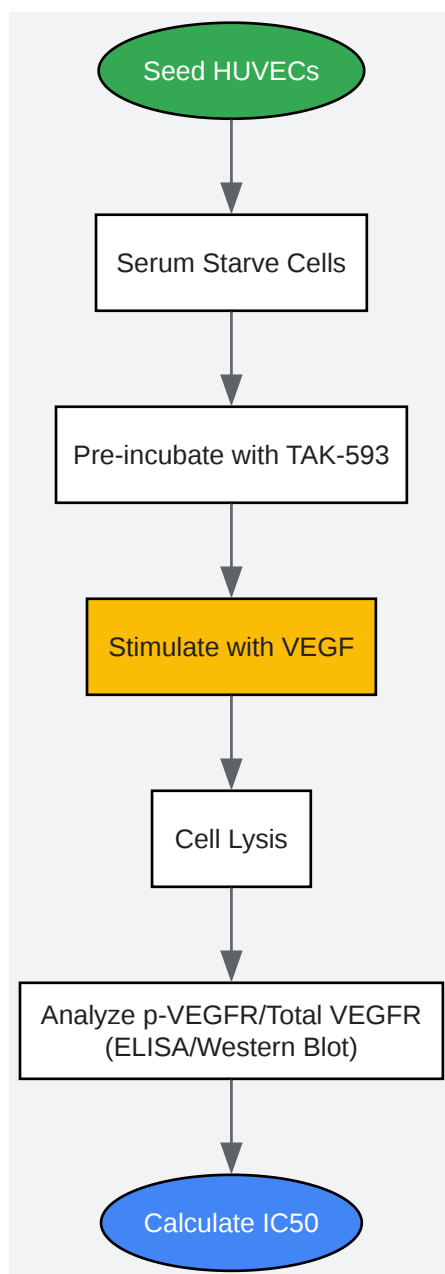 Seed HUVECs
Serum Starve Cells
Pre-incubate with TAK-593
Stimulate with VEGF
Cell Lysis
Analyze p-VEGFR/Total VEGFR
(ELISA/Western Blot)
Calculate IC50